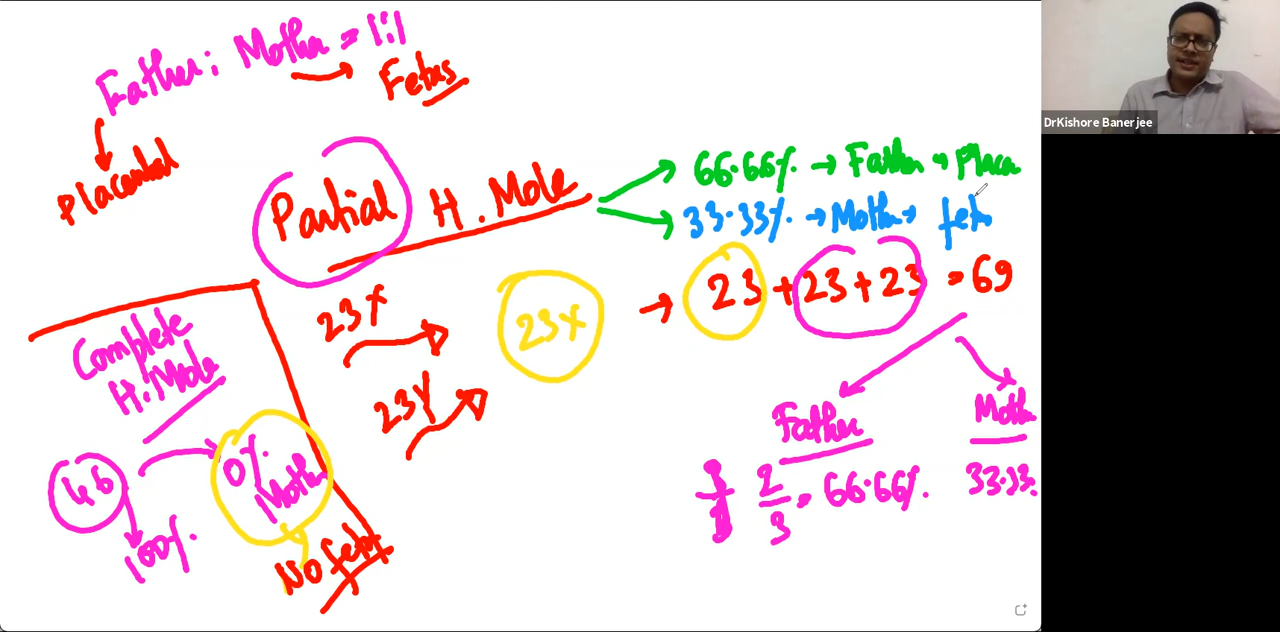 Father: Mother = 1:1
Fetus
Placental
DrKishore Banerjee
Partial H. Mole
66.66% → Father → Placen
33.33% → Mother → fetus
23 + 23 + 23 = 69
23X
23X
23Y
Complete
H. Mole
46
100%
0%
Mother
No fetus
Father
Moth
2/3 = 66.66%
33.33%